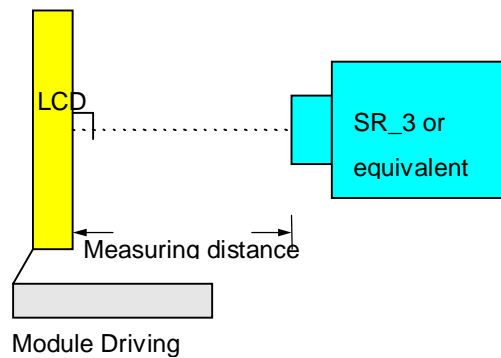 LCD
SR_3 or
equivalent
Measuring distance
Module Driving